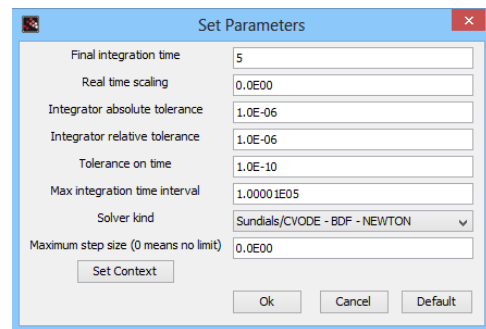 Set Parameters
Final integration time 5
Real time scaling 0.0E00
Integrator absolute tolerance 1.0E-06
Integrator relative tolerance 1.0E-06
Tolerance on time 1.0E-10
Max integration time interval 1.00001E05
Solver kind Sundials/CVODE - BDF - NEWTON
Maximum step size (0 means no limit) 0.0E00
Set Context
Ok Cancel Default